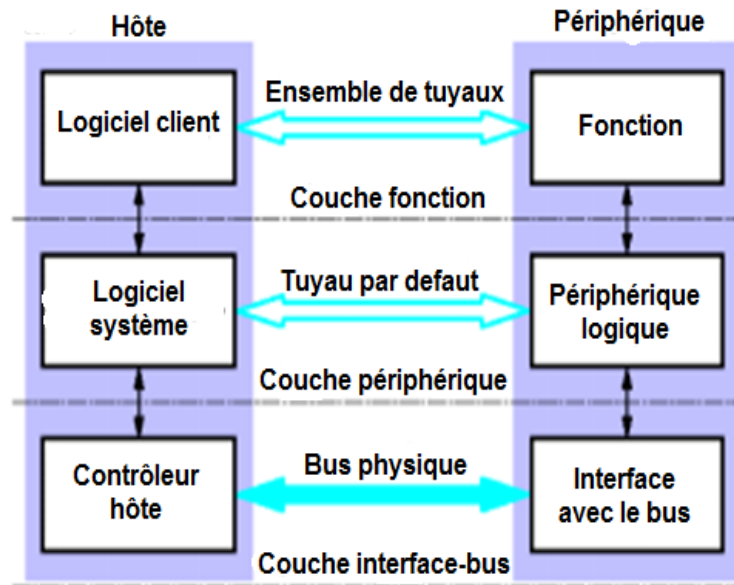 Hôte
Périphérique
Logiciel client
Ensemble de tuyaux
Fonction
Couche fonction
Logiciel
système
Tuyau par defaut
Périphérique
logique
Couche périphérique
Contrôleur
hôte
Bus physique
Interface
avec le bus
Couche interface-bus